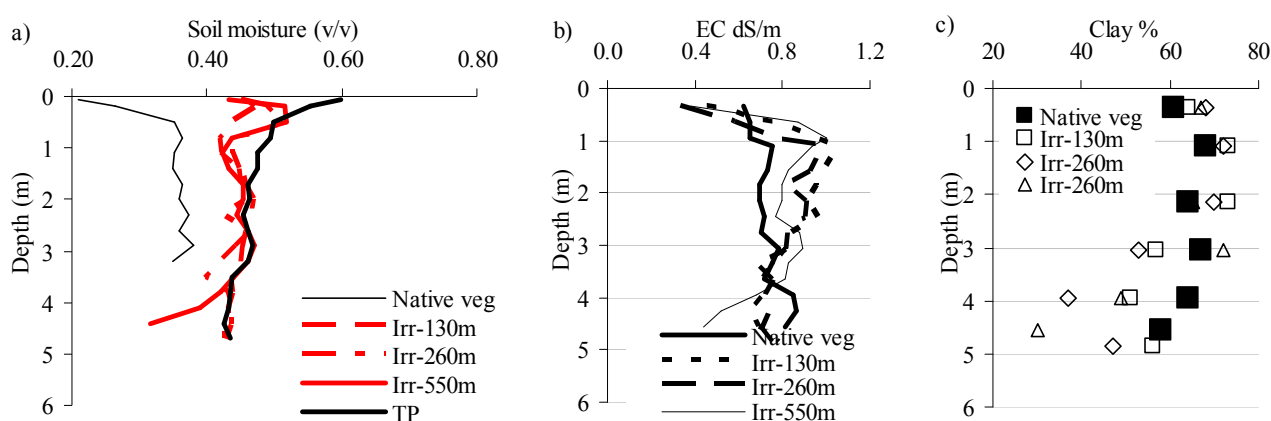 a)
Soil moisture (v/v)
0.20 0.40 0.60 0.80
0
1
2
3
4
5
6
Depth (m)
Native veg
Irr-130m
Irr-260m
Irr-550m
TP
b)
EC dS/m
0.0 0.4 0.8 1.2
0
1
2
3
4
5
6
Depth (m)
Native veg
Irr-130m
Irr-260m
Irr-550m
c)
Clay %
20 40 60 80
0
1
2
3
4
5
6
Depth (m)
Native veg
Irr-130m
Irr-260m
Irr-260m